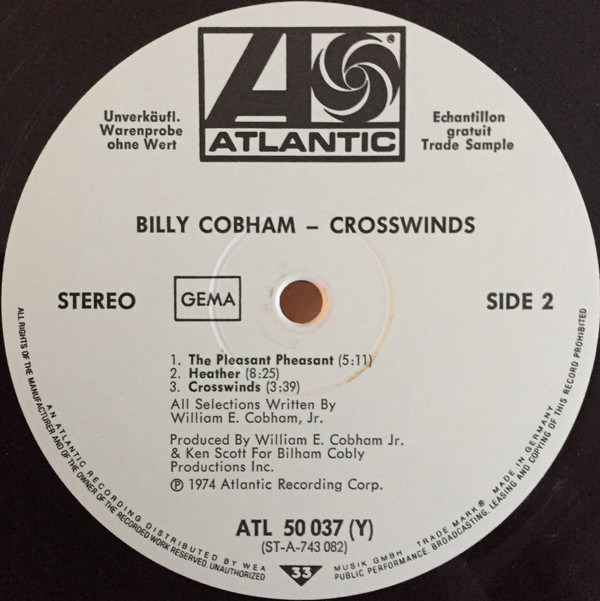 Unverkäufl.
Warenprobe
ohne Wert
ATLANTIC
®
Echantillon
gratuit
Trade Sample
BILLY COBHAM – CROSSWINDS
STEREO
GEMA
SIDE 2
1. The Pleasant Pheasant (5:11)
2. Heather (8:25)
3. Crosswinds (3:39)
All Selections Written By
William E. Cobham, Jr.
Produced By William E. Cobham Jr.
& Ken Scott For Bilham Cobly
Productions Inc.
℗ 1974 Atlantic Recording Corp.
ATL 50 037 (Y)
(ST-A-743 082)
33
AN ATLANTIC RECORDING DISTRIBUTED BY WEA MUSIK GMBH TRADE MARK® MADE IN GERMANY
ALL RIGHTS OF THE MANUFACTURER AND OF THE OWNER OF THE RECORDED WORK RESERVED. UNAUTHORIZED PUBLIC PERFORMANCE, BROADCASTING, LEASING AND COPYING OF THIS RECORD PROHIBITED